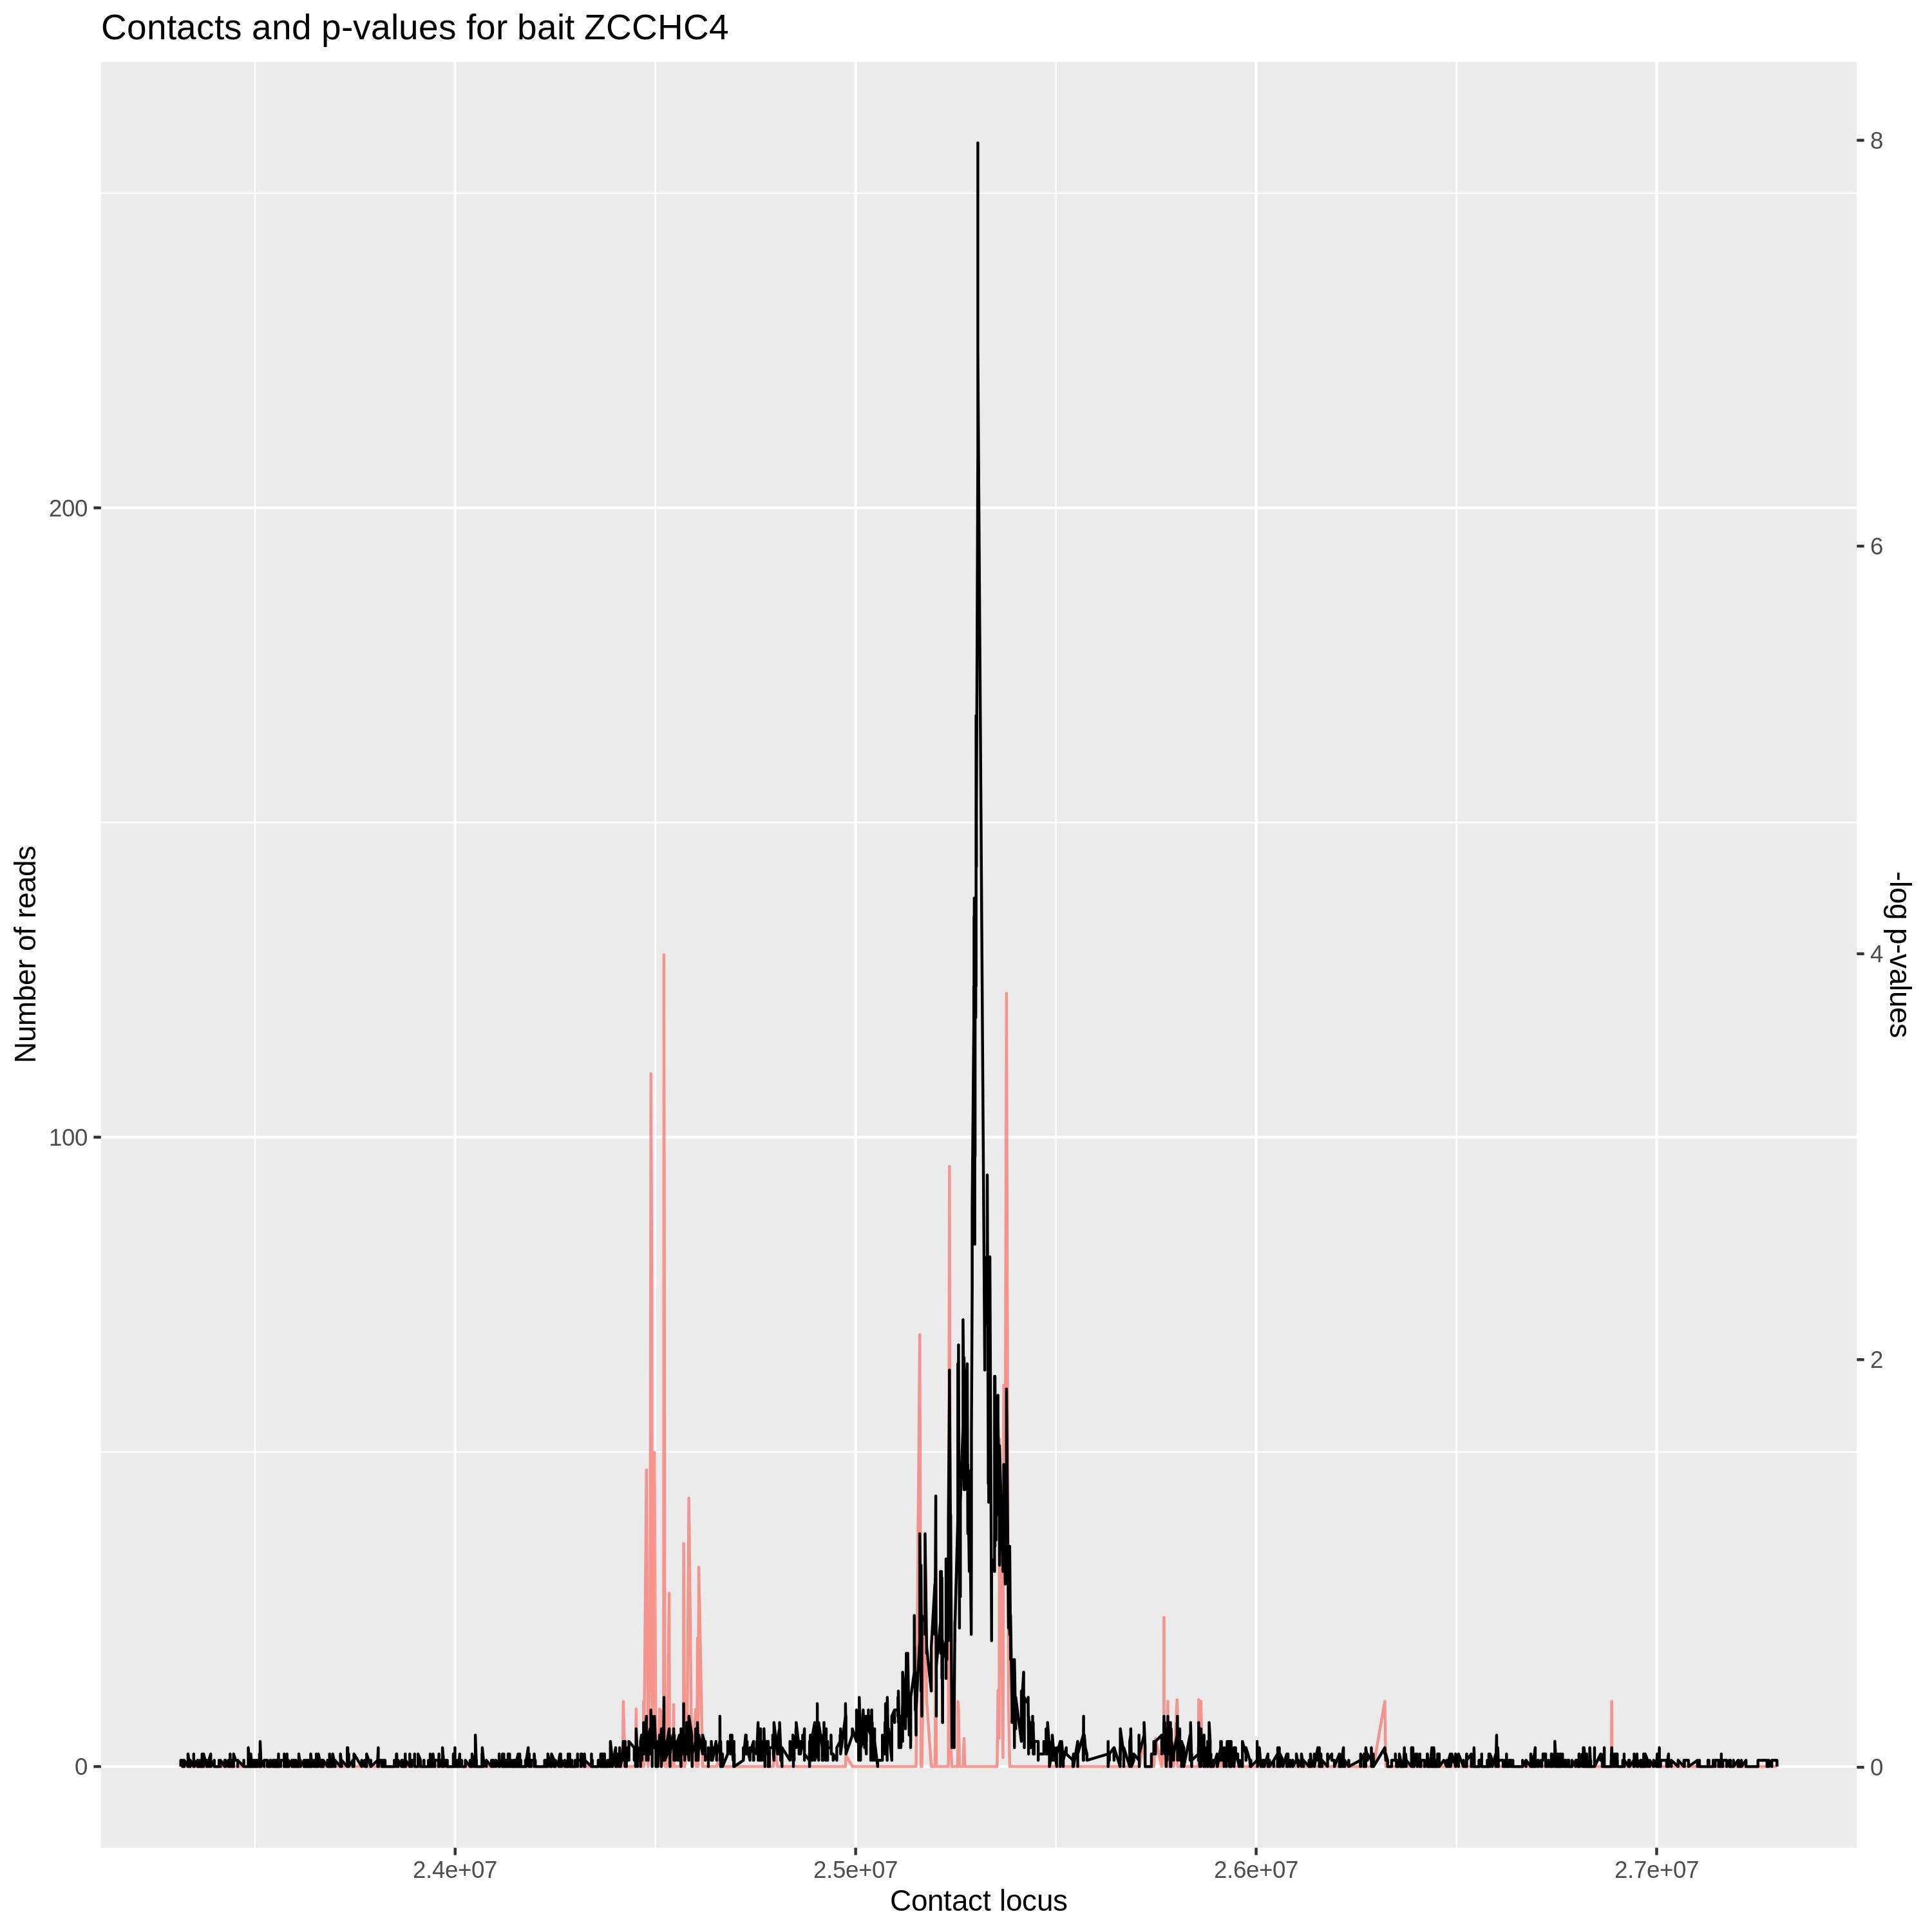 Contacts and p-values for bait ZCCHC4
8
200
6
Number of reads
4
-log p-values
100
2
0
0
2.4e+07
2.5e+07
2.6e+07
2.7e+07
Contact locus